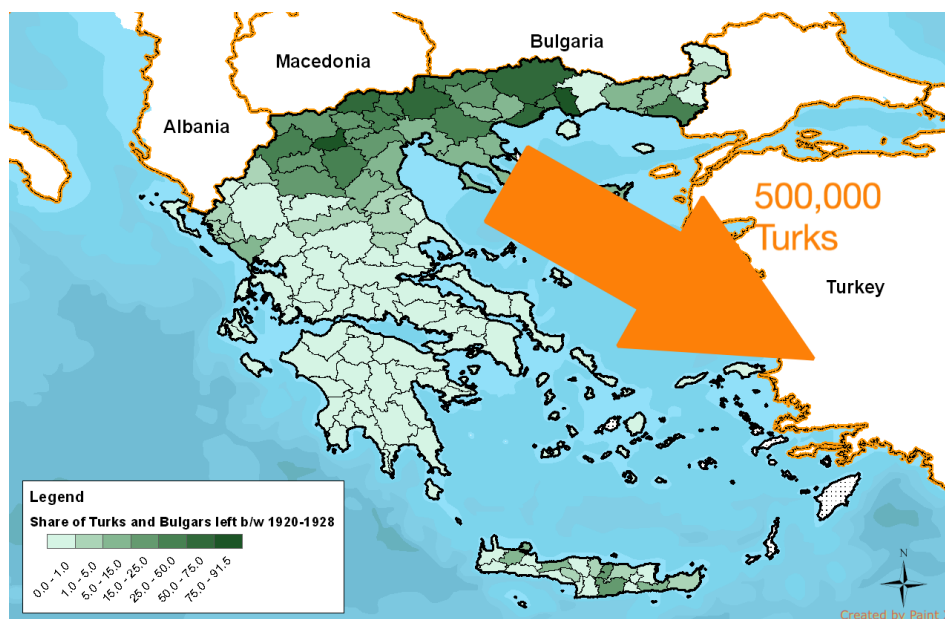 Bulgaria
Macedonia
Albania
500,000
Turks
Turkey
Legend
Share of Turks and Bulgars left b/w 1920-1928
0.0 - 1.0
1.0 - 5.0
5.0 - 15.0
15.0 - 25.0
25.0 - 50.0
50.0 - 75.0
75.0 - 91.5
N
Created by Paint